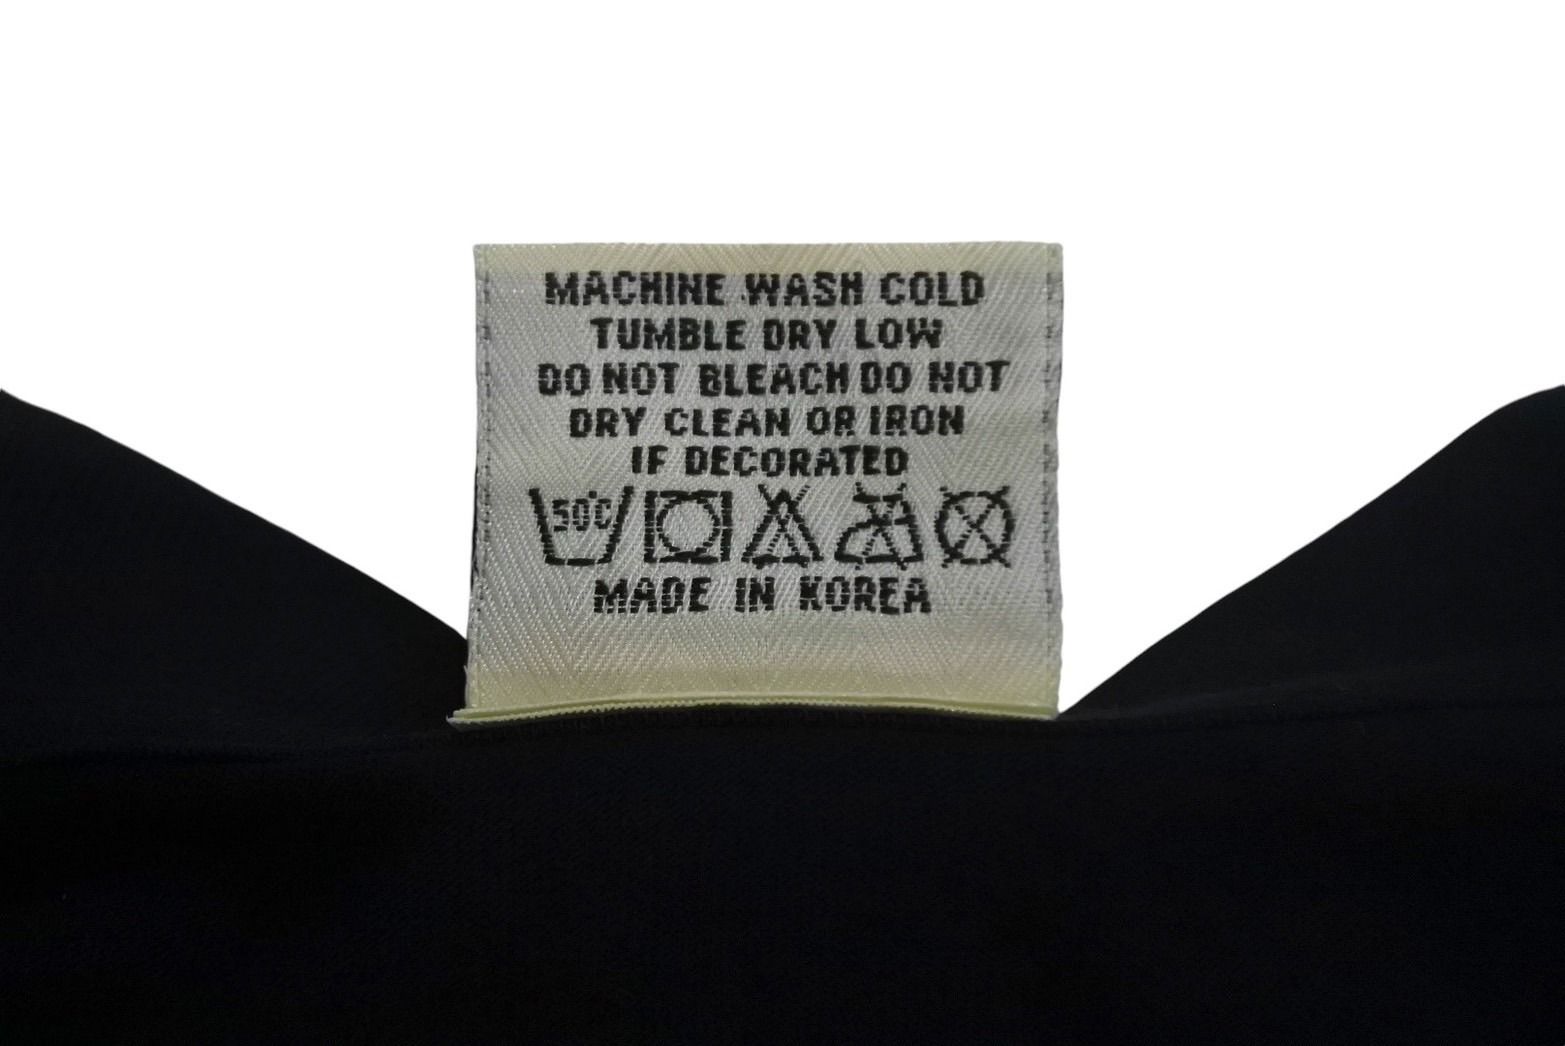 MACHINE WASH COLD
TUMBLE DRY LOW
DO NOT BLEACH DO NOT
DRY CLEAN OR IRON
IF DECORATED
50°C
MADE IN KOREA